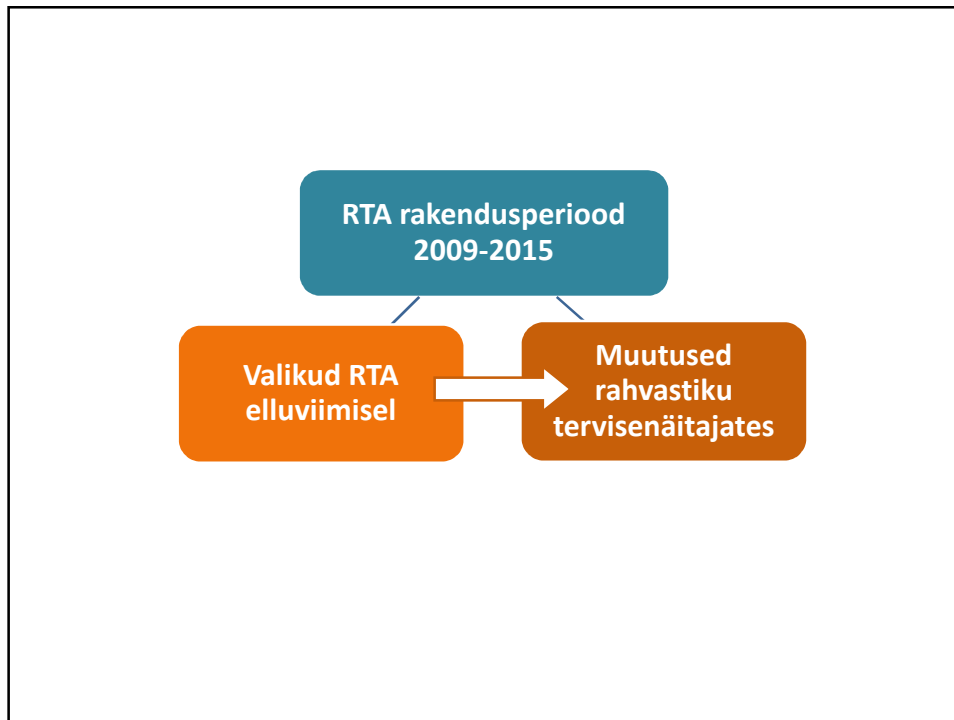 RTA rakendusperiood
2009-2015
Valikud RTA
elluviimisel
Muutused
rahvastiku
tervisenäitajates